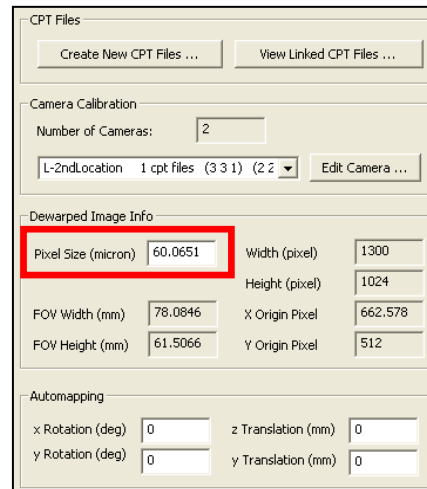 CPT Files
Create New CPT Files ... View Linked CPT Files ...
Camera Calibration
Number of Cameras: 2
L-2ndLocation 1 cpt files (3 3 1) (2 2 Edit Camera ...
Dewarped Image Info
Pixel Size (micron) 60.0651 Width (pixel) 1300
Height (pixel) 1024
FOV Width (mm) 78.0846 X Origin Pixel 662.578
FOV Height (mm) 61.5066 Y Origin Pixel 512
Automapping
x Rotation (deg) 0 z Translation (mm) 0
y Rotation (deg) 0 y Translation (mm) 0